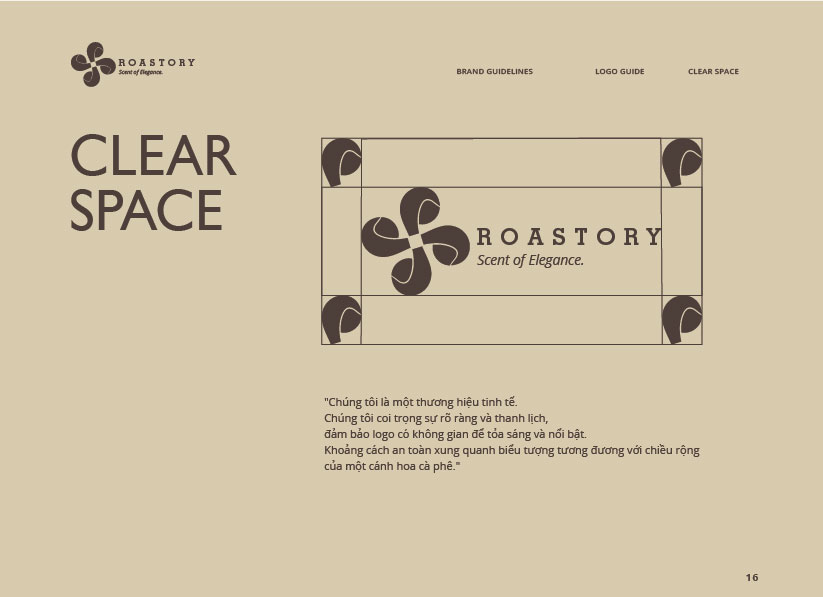 ROASTORY
Scent of Elegance.
BRAND GUIDELINES
LOGO GUIDE
CLEAR SPACE
CLEAR
SPACE
ROASTORY
Scent of Elegance.
"Chúng tôi là một thương hiệu tinh tế.
Chúng tôi coi trọng sự rõ ràng và thanh lịch,
đảm bảo logo có không gian để tỏa sáng và nổi bật.
Khoảng cách an toàn xung quanh biểu tượng tương đương với chiều rộng
của một cánh hoa cà phê."
16